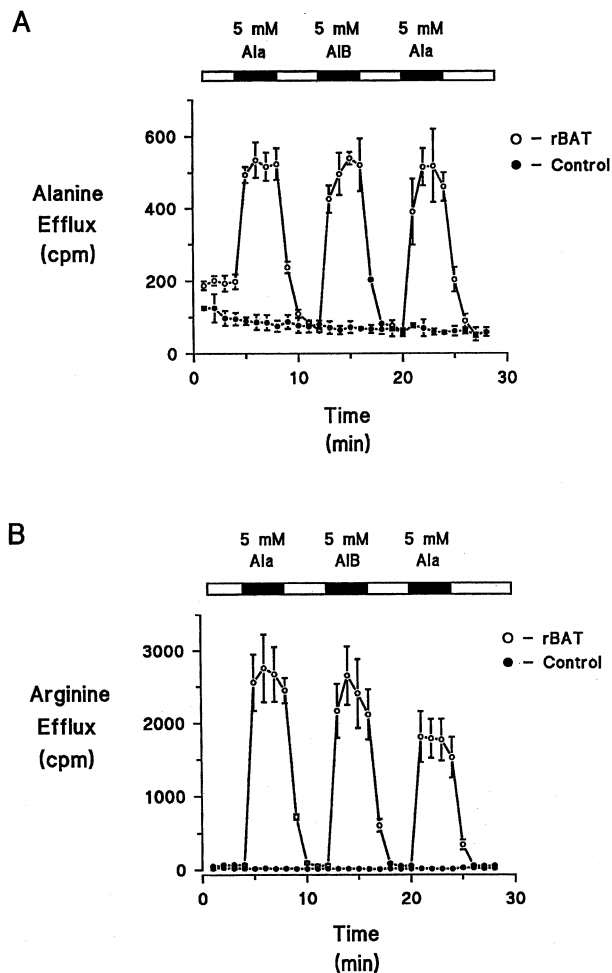 A
5 mM 5 mM 5 mM
Ala AIB Ala
600
400
200
0
Alanine
Efflux
(cpm)
○ – rBAT
● – Control
0 10 20 30
Time
(min)
B
5 mM 5 mM 5 mM
Ala AIB Ala
3000
2000
1000
0
Arginine
Efflux
(cpm)
○ – rBAT
● – Control
0 10 20 30
Time
(min)